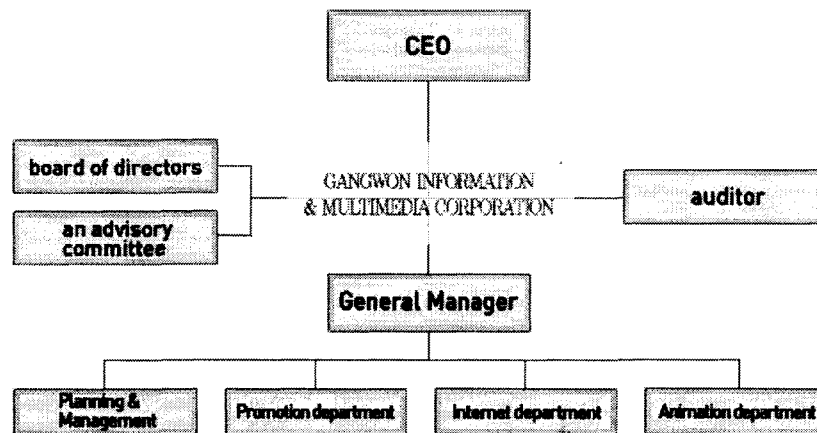 CEO
board of directors
an advisory
committee
GANGWON INFORMATION
& MULTIMEDIA CORPORATION
auditor
General Manager
Planning &
Management
Promotion department
Internet department
Animation department